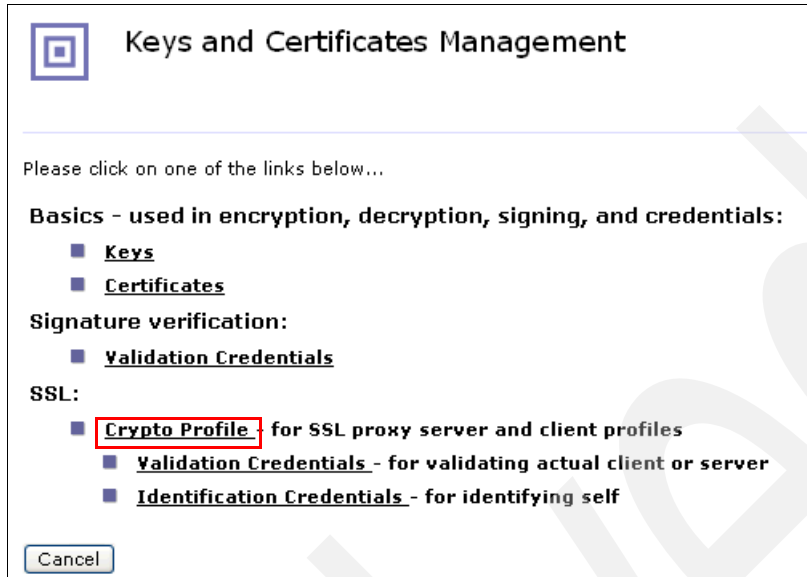 Keys and Certificates Management
Please click on one of the links below...
Basics - used in encryption, decryption, signing, and credentials:
Keys
Certificates
Signature verification:
Validation Credentials
SSL:
Crypto Profile - for SSL proxy server and client profiles
Validation Credentials - for validating actual client or server
Identification Credentials - for identifying self
Cancel